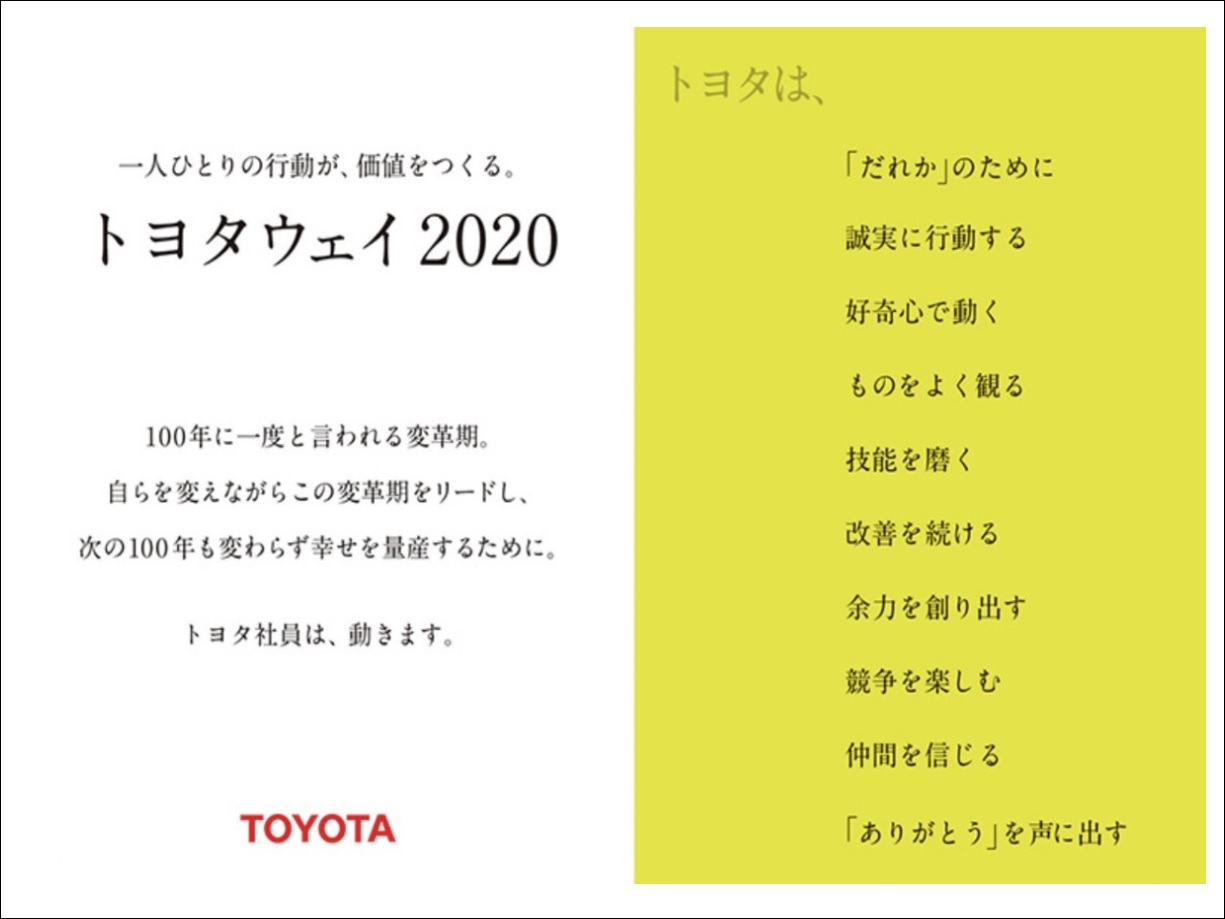 一人ひとりの行動が、価値をつくる。
トヨタウェイ2020
100年に一度と言われる変革期。
自らを変えながらこの変革期をリードし、
次の100年も変わらず幸せを量産するために。
トヨタ社員は、動きます。
TOYOTA
トヨタは、
「だれか」のために
誠実に行動する
好奇心で動く
ものをよく観る
技能を磨く
改善を続ける
余力を創り出す
競争を楽しむ
仲間を信じる
「ありがとう」を声に出す